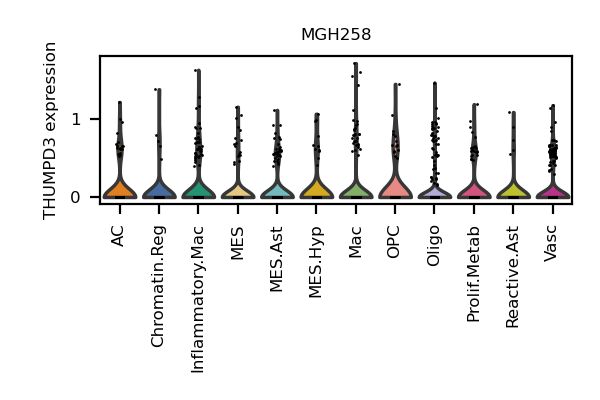 MGH258
THUMPD3 expression
1
0
AC
Chromatin.Reg
Inflammatory.Mac
MES
MES.Ast
MES.Hyp
Mac
OPC
Oligo
Prolif.Metab
Reactive.Ast
Vasc